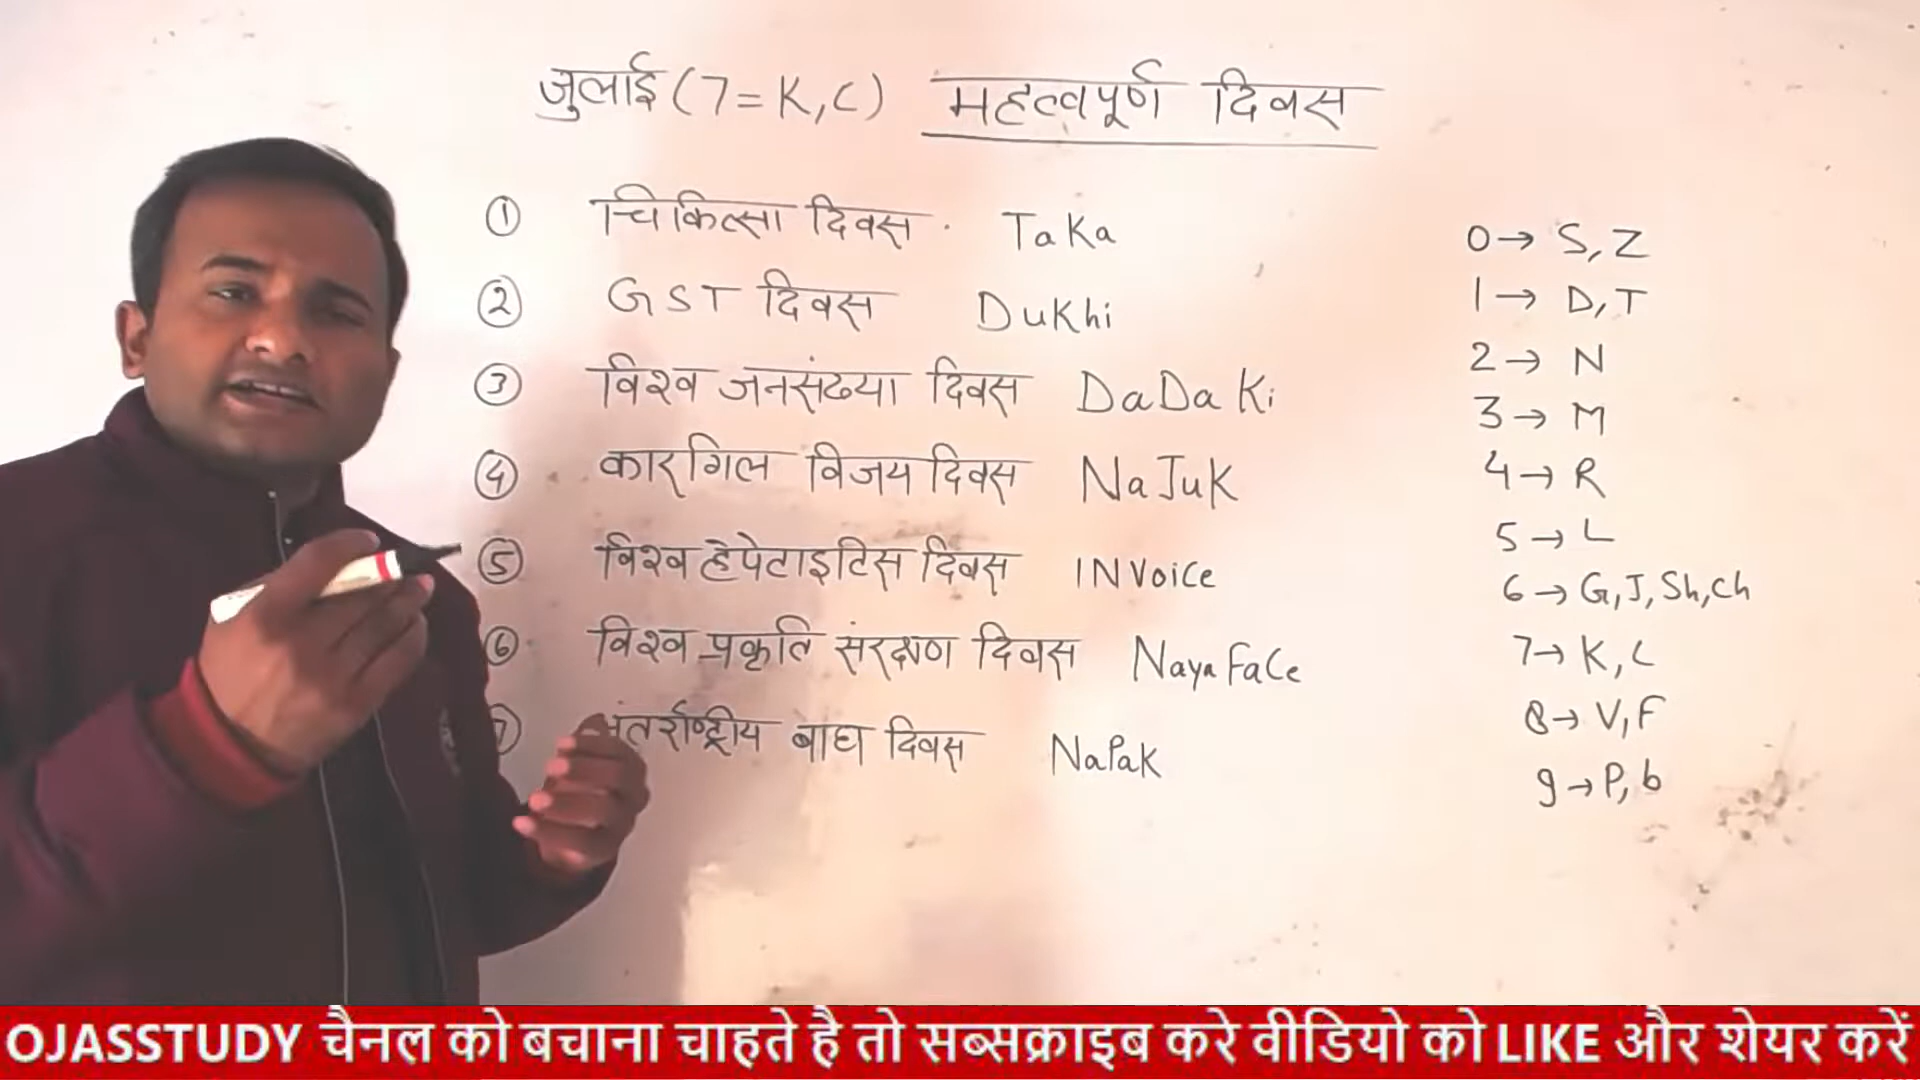 जुलाई (7=K,C) महत्वपूर्ण दिवस
① चिकित्सा दिवस . TaKa
② GST दिवस DuKhi
③ विश्व जनसंख्या दिवस DaDa Ki
④ कारगिल विजय दिवस NaJuK
⑤ विश्व हेपेटाइटिस दिवस INVoice
⑥ विश्व प्रकृति संरक्षण दिवस Naya Face
बाघ दिवस NaPaK
0→ S, Z
1→ D, T
2→ N
3→ M
4→ R
5→ L
6→ G, J, Sh, Ch
7→ K, C
8→ V, F
9→ P, b
OJASSTUDY चैनल को बचाना चाहते है तो सब्सक्राइब करे वीडियो को LIKE और शेयर करें